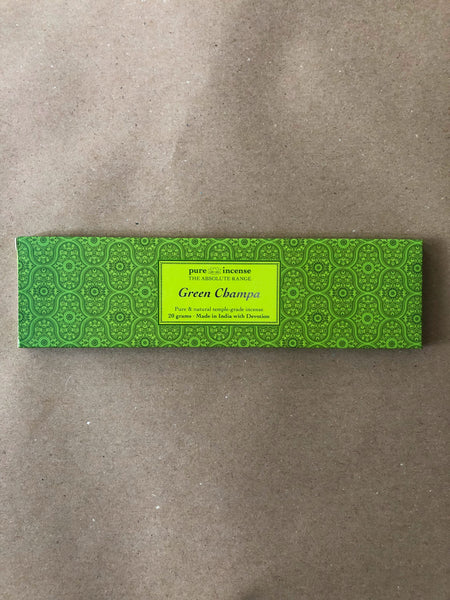 pure incense
THE ABSOLUTE RANGE
Green Champa
Pure & natural temple-grade incense
20 grams · Made in India with Devotion